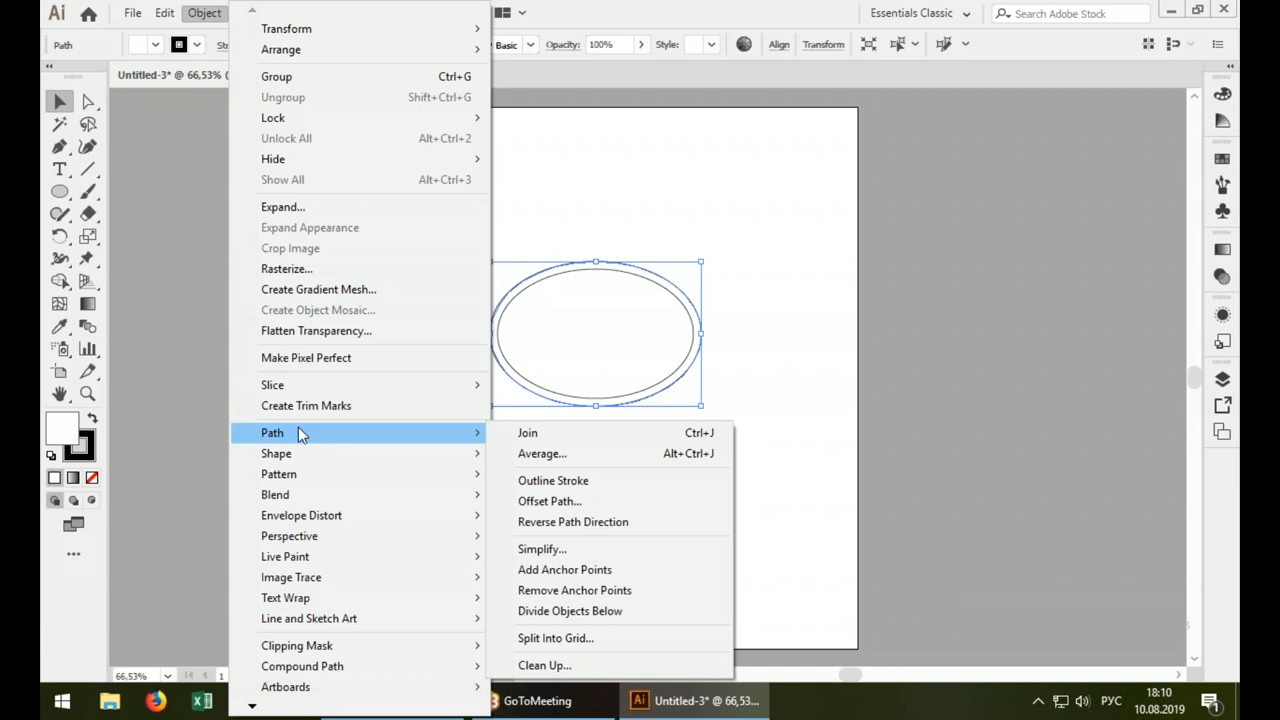 Ai File Edit Object Essentials Classic Search Adobe Stock
Path Basic Opacity: 100% Style: Align Transform
Untitled-3* @ 66,53%
Transform
Arrange
Group Ctrl+G
Ungroup Shift+Ctrl+G
Lock
Unlock All Alt+Ctrl+2
Hide
Show All Alt+Ctrl+3
Expand...
Expand Appearance
Crop Image
Rasterize...
Create Gradient Mesh...
Create Object Mosaic...
Flatten Transparency...
Make Pixel Perfect
Slice
Create Trim Marks
Path
Shape
Pattern
Blend
Envelope Distort
Perspective
Live Paint
Image Trace
Text Wrap
Line and Sketch Art
Clipping Mask
Compound Path
Artboards
Join Ctrl+J
Average... Alt+Ctrl+J
Outline Stroke
Offset Path...
Reverse Path Direction
Simplify...
Add Anchor Points
Remove Anchor Points
Divide Objects Below
Split Into Grid...
Clean Up...
66,53% 1
GoToMeeting Ai Untitled-3* @ 66,53... РУС 18:10
10.08.2019 1